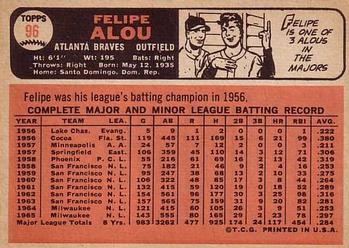 TOPPS
96
FELIPE
ALOU
ATLANTA BRAVES OUTFIELD
Ht: 6'1" Wt: 195 Bats: Right
Throws: Right Born: May 12, 1935
Home: Santo Domingo, Dom. Rep.
FELIPE
IS ONE OF
3 ALOUS
IN THE
MAJORS
Felipe was his league's batting champion in 1956.
COMPLETE MAJOR AND MINOR LEAGUE BATTING RECORD
YEAR TEAM LEA. G AB R H 2B 3B HR RBI AVG.
1956 Lake Chas. Evang. 5 9 1 2 0 0 0 1 .222
1956 Cocoa Fla. St. 119 445 111 169 15 6 21 99 .380
1957 Minneapolis A. A. 24 57 7 12 2 0 0 3 .211
1957 Springfield East. 106 359 45 110 14 3 12 71 .306
1958 Phoenix P. C. L. 55 216 61 69 16 2 13 42 .319
1958 San Francisco N. L. 75 182 21 46 9 2 4 16 .253
1959 San Francisco N. L. 95 247 38 68 13 2 10 33 .275
1960 San Francisco N. L. 106 322 48 85 17 3 8 44 .264
1961 San Francisco N. L. 132 415 59 120 19 0 18 52 .289
1962 San Francisco N. L. 154 561 96 177 30 3 25 98 .316
1963 San Francisco N. L. 157 565 75 159 31 9 20 82 .281
1964 Milwaukee N. L. 121 415 60 105 26 3 9 51 .253
1965 Milwaukee N. L. 143 555 80 165 29 2 23 78 .297
Major League Totals 8 Yrs. 983 3262 477 925 174 24 117 454 .284
©T.C.G. PRINTED IN U.S.A.